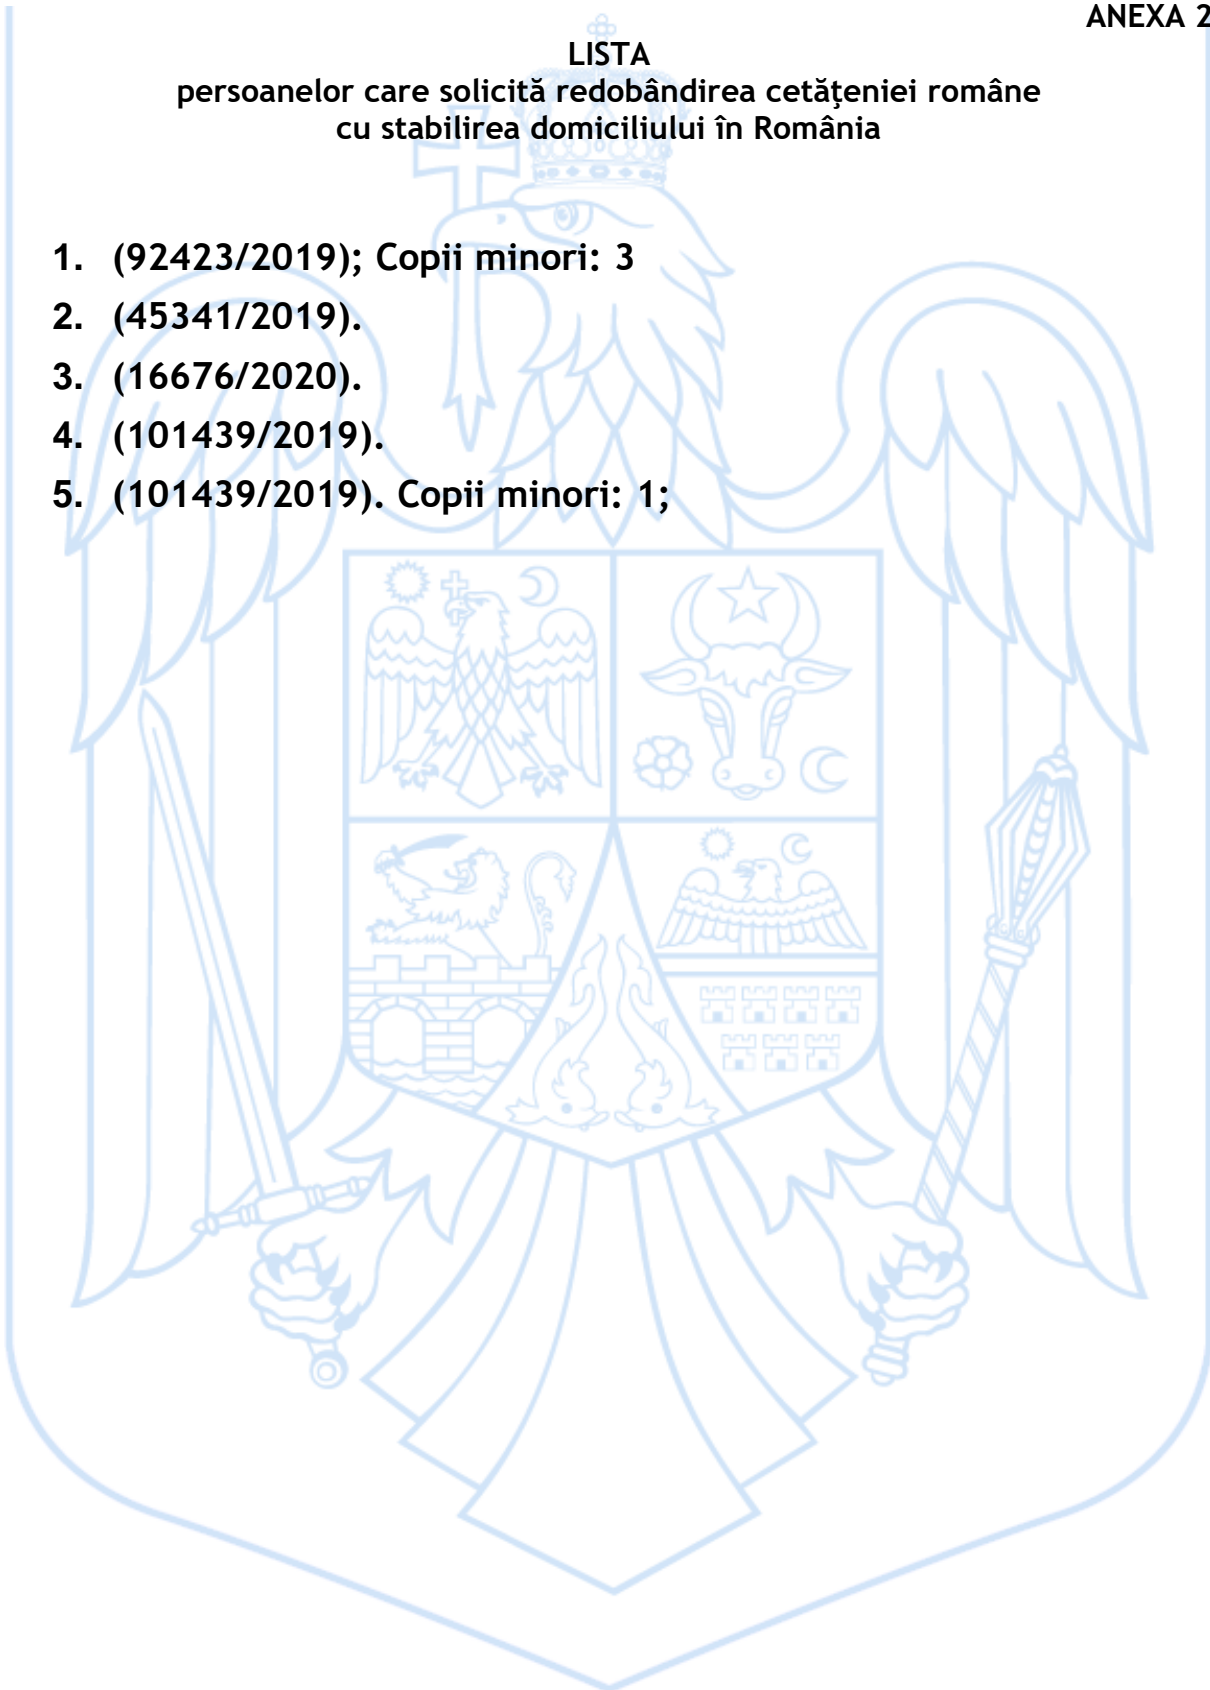 ANEXA 2
LISTA
persoanelor care solicită redobândirea cetăţeniei române
cu stabilirea domiciliului în România
1. (92423/2019); Copii minori: 3
2. (45341/2019).
3. (16676/2020).
4. (101439/2019).
5. (101439/2019). Copii minori: 1;